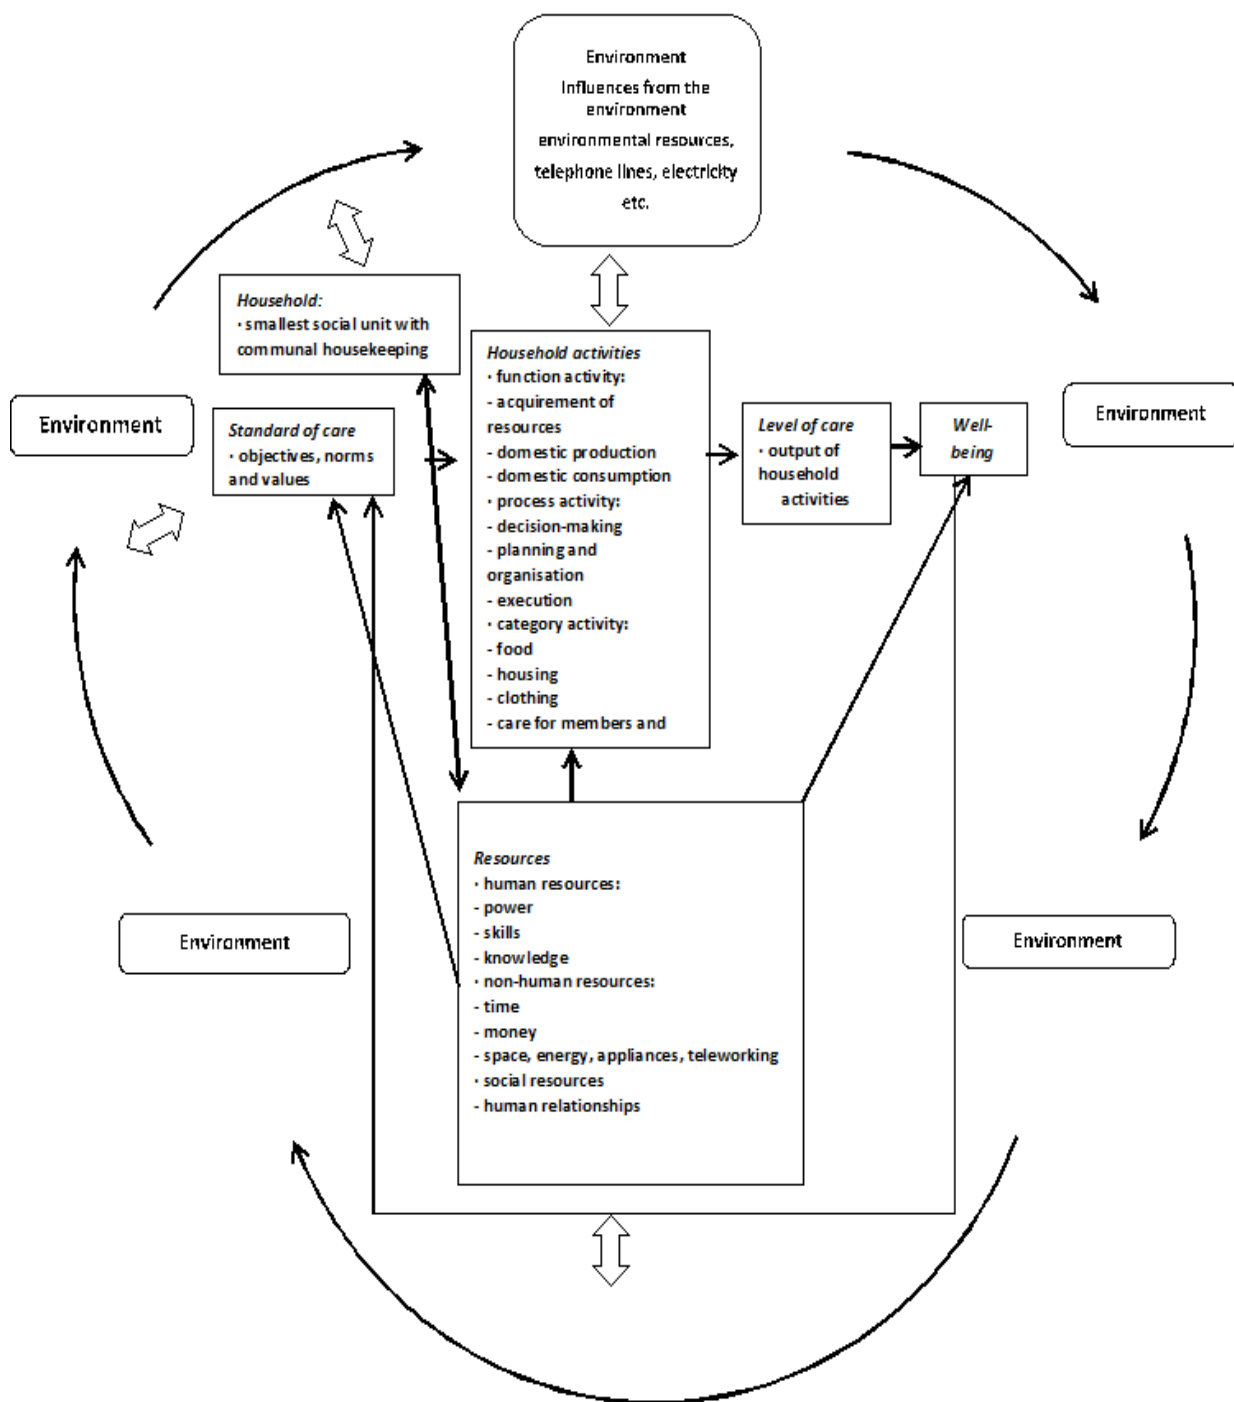 Environment
Influences from the
environment
environmental resources,
telephone lines, electricity
etc.
Household:
· smallest social unit with
communal housekeeping
Environment
Standard of care
· objectives, norms
and values
Household activities
· function activity:
- acquirement of
resources
- domestic production
- domestic consumption
· process activity:
- decision-making
- planning and
organisation
- execution
· category activity:
- food
- housing
- clothing
- care for members and
Level of care
· output of
household
activities
Well-
being
Environment
Resources
· human resources:
- power
- skills
- knowledge
· non-human resources:
- time
- money
- space, energy, appliances, teleworking
· social resources
- human relationships
Environment
Environment